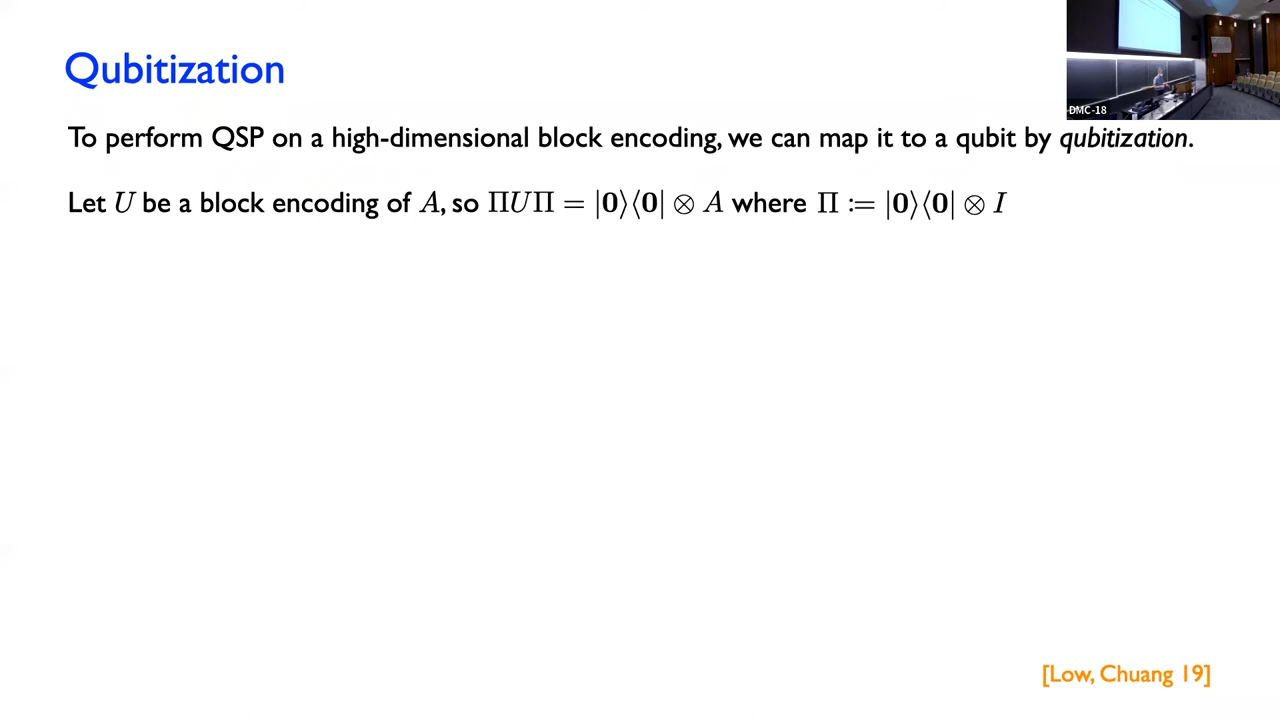 Qubitization
DMC-18
To perform QSP on a high-dimensional block encoding, we can map it to a qubit by qubitization.
Let U be a block encoding of A, so ΠUΠ = |0⟩⟨0| ⊗ A where Π := |0⟩⟨0| ⊗ I
[Low, Chuang 19]